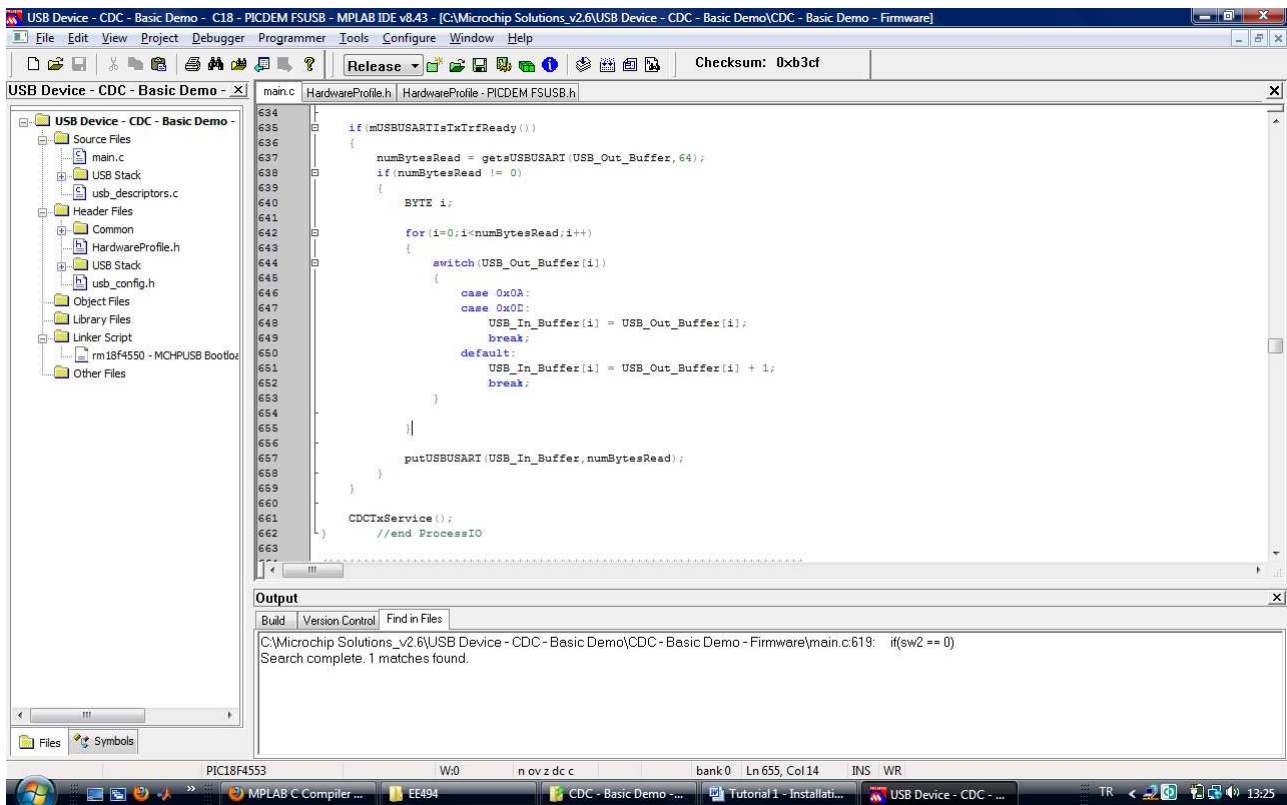 USB Device - CDC - Basic Demo - C18 - PICDEM FSUSB - MPLAB IDE v8.43 - [C:\Microchip Solutions_v2.6\USB Device - CDC - Basic Demo\CDC - Basic Demo - Firmware]
File Edit View Project Debugger Programmer Tools Configure Window Help
Release Checksum: 0xb3cf
USB Device - CDC - Basic Demo -
main.c HardwareProfile.h HardwareProfile - PICDEM FSUSB.h
USB Device - CDC - Basic Demo -
Source Files
main.c
USB Stack
usb_descriptors.c
Header Files
Common
HardwareProfile.h
USB Stack
usb_config.h
Object Files
Library Files
Linker Script
rm18f4550 - MCHPUSB Bootloa
Other Files
634
635 if(mUSBUSARTIsTxTrfReady())
636 {
637 numBytesRead = getsUSBUSART(USB_Out_Buffer,64);
638 if(numBytesRead != 0)
639 {
640 BYTE i;
641
642 for(i=0;i<numBytesRead;i++)
643 {
644 switch(USB_Out_Buffer[i])
645 {
646 case 0x0A:
647 case 0x0D:
648 USB_In_Buffer[i] = USB_Out_Buffer[i];
649 break;
650 default:
651 USB_In_Buffer[i] = USB_Out_Buffer[i] + 1;
652 break;
653 }
654
655 }
656
657 putUSBUSART(USB_In_Buffer,numBytesRead);
658 }
659 }
660
661 CDCTxService();
662 } //end ProcessIO
663
Output
Build Version Control Find in Files
C:\Microchip Solutions_v2.6\USB Device - CDC - Basic Demo\CDC - Basic Demo - Firmware\main.c:619: if(sw2 == 0)
Search complete. 1 matches found.
Files Symbols
PIC18F4553 W:0 n ov z dc c bank 0 Ln 655, Col 14 INS WR
MPLAB C Compiler ... EE494 CDC - Basic Demo -... Tutorial 1 - Installati... USB Device - CDC - ... TR 13:25